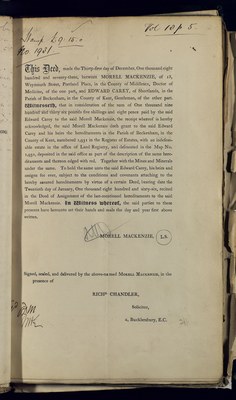 Vol 10 p 5.
This Deed, made the Thirty-first day of December, One thousand eight
hundred and seventy-three, between MORELL MACKENZIE, of 13,
Weymouth Street, Portland Place, in the County of Middlesex, Doctor
of Medicine, of the one part, and EDWARD CAREY, of
Parish of in the County of Kent, Gentleman, of the other part,
Witnesseth, that in consideration of the sum of One thousand nine
hundred and thirty six pounds five shillings and eight pence paid by the said
Edward Carey to the said Morell Mackenzie, the receipt whereof is hereby
acknowledged, the said Morell Mackenzie doth grant to the said Edward
Carey and his heirs the hereditaments in the Parish of
County of Kent, numbered 1491 in the Register of Estates, with an indefeas-
ible estate in the office of Land Registry, and delineated in the Map No.
deposited in the said office as part of the description of the same here-
ditaments and thereon edged with red. Together with the Mines and Minerals
under the same. To hold the same unto the said Edward Carey, his heirs and
assigns for ever, subject to the conditions and covenants attaching to the
hereby assured hereditaments by virtue of a certain Deed, bearing date the
Twentieth day of January, One thousand eight hundred and sixty-six, recited
in the Deed of Assignment of the last-mentioned hereditaments to the said
Morell Mackenzie. In Witness whereof, the said parties to these
presents have hereunto set their hands and seals the day and year first above
written.
MORELL MACKENZIE, L.S.
Signed, sealed, and delivered by the above-named MORELL MACKENZIE, in the
presence of
RICHD CHANDLER,
Solicitor,
Bucklersbury, E.C.